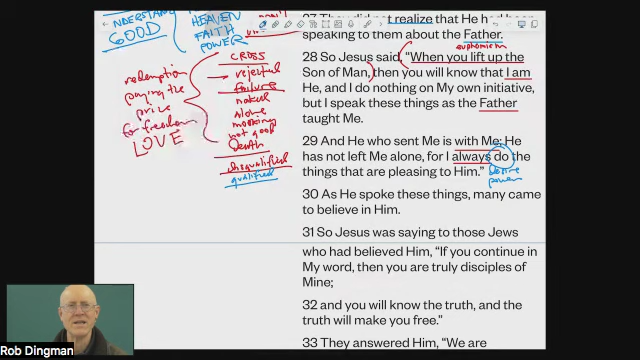 UNDERSTAND
GOOD
HEAVEN
FAITH
POWER
redemption
paying the
price
for freedom
LOVE
CROSS
rejected
failure
naked
alone
mocking
not good
Death
disqualified
qualified
27 They did not realize that He had been
speaking to them about the Father.
euphemism
28 So Jesus said, "When you lift up the
Son of Man, then you will know that I am
He, and I do nothing on My own initiative,
but I speak these things as the Father
taught Me.
29 And He who sent Me is with Me; He
has not left Me alone, for I always do the
things that are pleasing to Him."
desire
power
30 As He spoke these things, many came
to believe in Him.
31 So Jesus was saying to those Jews
who had believed Him, "If you continue in
My word, then you are truly disciples of
Mine;
32 and you will know the truth, and the
truth will make you free."
33 They answered Him, "We are
Rob Dingman